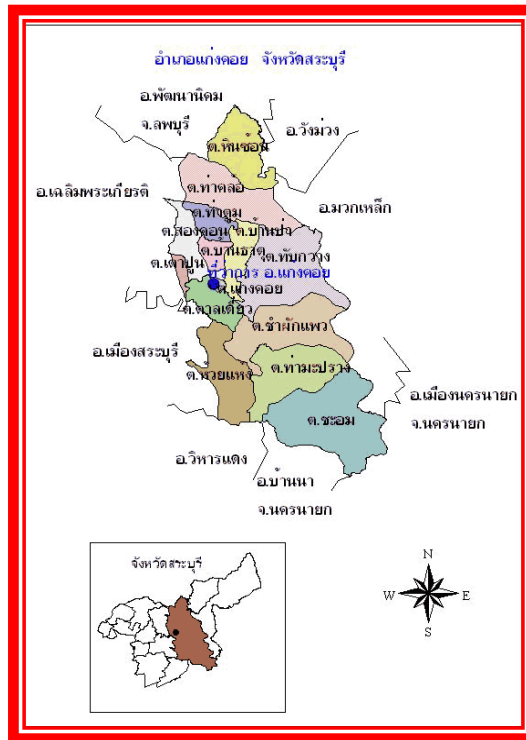 อำเภอแก่งคอย จังหวัดสระบุรี
อ.พัฒนานิคม
จ.ลพบุรี
อ.วังม่วง
ต.หินซ้อน
อ.เฉลิมพระเกียรติ
ต.ท่าคล้อ
อ.มวกเหล็ก
ต.ท่าตูม
ต.สองคอน
ต.บ้านป่า
ต.บ้านธาตุ
ต.ทับกวาง
ต.เตาปูน
ที่ว่าการ อ.แก่งคอย
ต.แก่งคอย
ต.ตาลเดี่ยว
ต.ชำผักแพว
อ.เมืองสระบุรี
ต.ห้วยแห้ง
ต.ท่ามะปราง
อ.เมืองนครนายก
จ.นครนายก
ต.ชะอม
อ.วิหารแดง
อ.บ้านนา
จ.นครนายก
จังหวัดสระบุรี
N
W
E
S